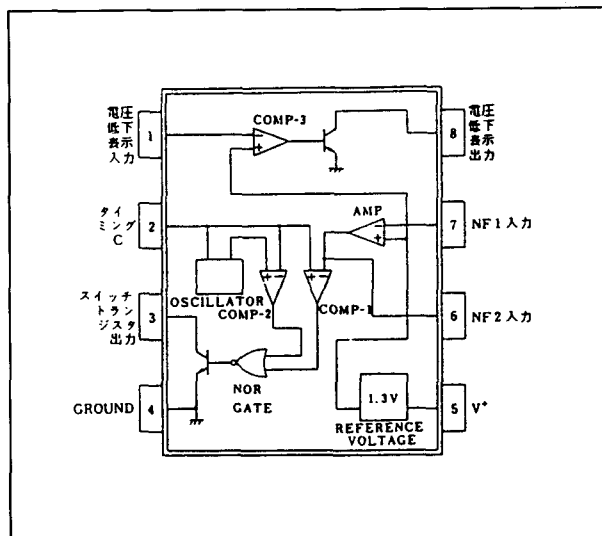 電圧
低下
表示
入力
1
COMP-3
8
電圧
低下
表示
出力
タイ
ミング
C
2
AMP
7
NF1入力
OSCILLATOR
COMP-2
COMP-1
スイッチ
トラン
ジスタ
出力
3
6
NF2入力
NOR
GATE
GROUND
4
1.3V
REFERENCE
VOLTAGE
5
V+